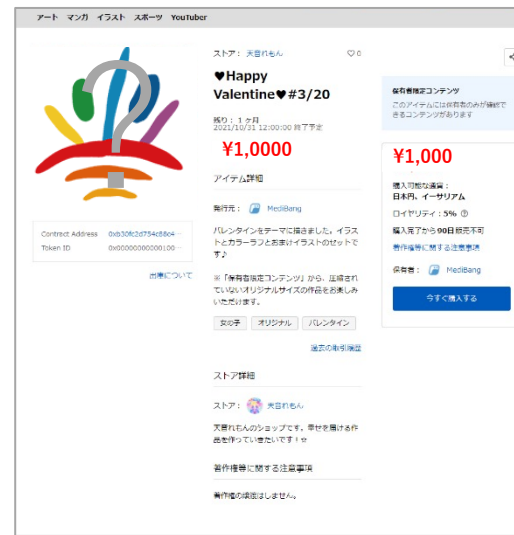 アート マンガ イラスト スポーツ YouTuber
ストア： 天音れもん ♡ 0
♥Happy
Valentine♥#3/20
残り：1ヶ月
2021/10/31 12:00:00 終了予定
¥1,0000
アイテム詳細
発行元： MediBang
バレンタインをテーマに描きました。イラス
トとカラーラフとおまけイラストのセットで
す♪
※「保有者限定コンテンツ」から、圧縮され
ていないオリジナルサイズの作品をお楽しみ
いただけます。
女の子 オリジナル バレンタイン
過去の取引履歴
ストア詳細
ストア： 天音れもん
天音れもんのショップです。幸せを届ける作
品を作っていきたいです！☆
著作権等に関する注意事項
著作権の譲渡はしません。
Contract Address 0xb30fc2d754c88c4…
Token ID 0x00000000000100…
出庫について
保有者限定コンテンツ
このアイテムには保有者のみが確認で
きるコンテンツがあります
¥1,000
購入可能な通貨：
日本円、イーサリアム
ロイヤリティ：5% ?
購入完了から90日販売不可
著作権等に関する注意事項
保有者： MediBang
今すぐ購入する